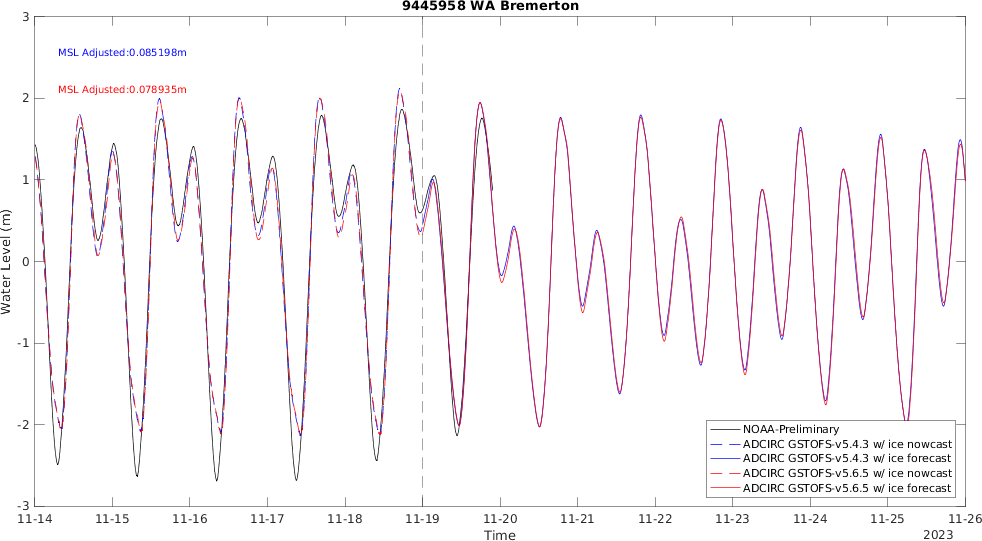 9445958 WA Bremerton
3
MSL Adjusted:0.085198m
2
MSL Adjusted:0.078935m
1
0
Water Level (m)
-1
-2
NOAA-Preliminary
ADCIRC GSTOFS-v5.4.3 w/ ice nowcast
ADCIRC GSTOFS-v5.4.3 w/ ice forecast
ADCIRC GSTOFS-v5.6.5 w/ ice nowcast
ADCIRC GSTOFS-v5.6.5 w/ ice forecast
-3
11-14 11-15 11-16 11-17 11-18 11-19 11-20 11-21 11-22 11-23 11-24 11-25 11-26
Time
2023